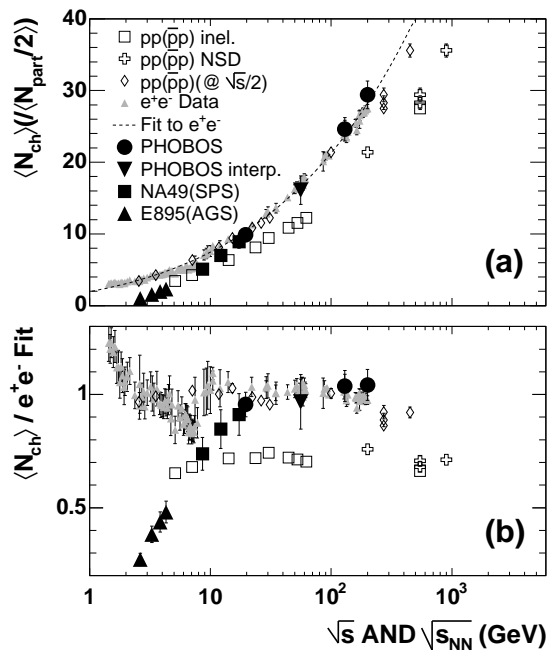 ⟨N_ch⟩(/⟨N_part/2⟩)
40
30
20
10
0
pp(p̅p) inel.
pp(p̅p) NSD
pp(p̅p)(@ √s/2)
e⁺e⁻ Data
Fit to e⁺e⁻
PHOBOS
PHOBOS interp.
NA49(SPS)
E895(AGS)
(a)
⟨N_ch⟩ / e⁺e⁻ Fit
1
0.5
(b)
1 10 10² 10³
√s AND √s_NN (GeV)